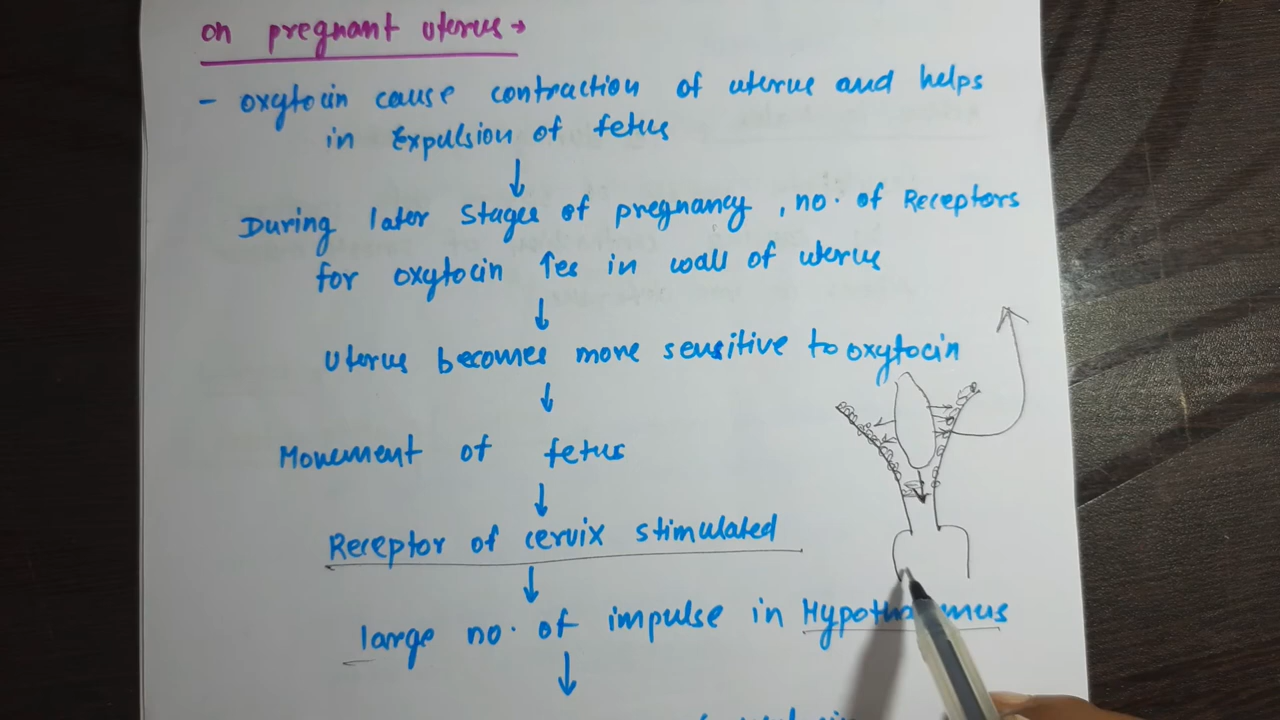 on pregnant uterus →
- oxytocin cause contraction of uterus and helps
in Expulsion of fetus
↓
During later stages of pregnancy, no. of Receptors
for oxytocin ↑es in wall of uterus
↓
Uterus becomes more sensitive to oxytocin
↓
Movement of fetus
↓
Receptor of cervix stimulated
↓
large no. of impulse in Hypothalamus
↓